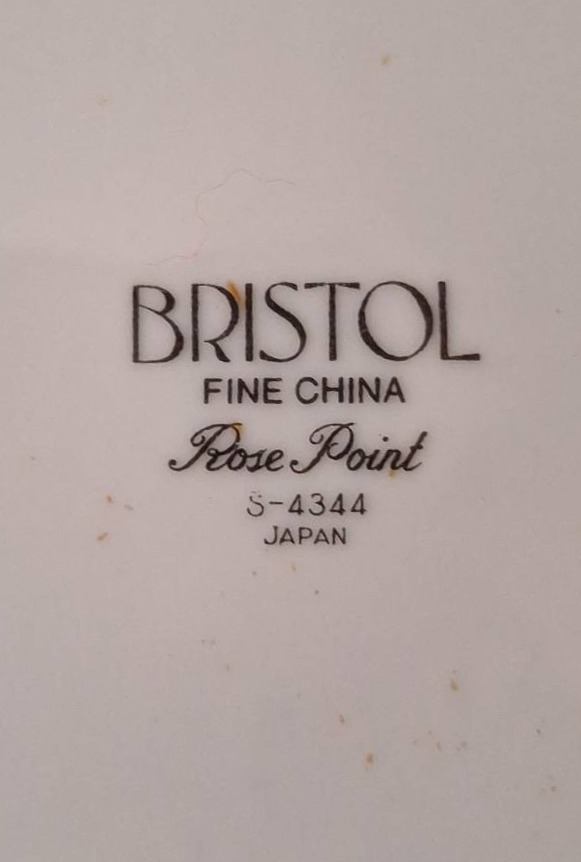 BRISTOL
FINE CHINA
Rose Point
S-4344
JAPAN